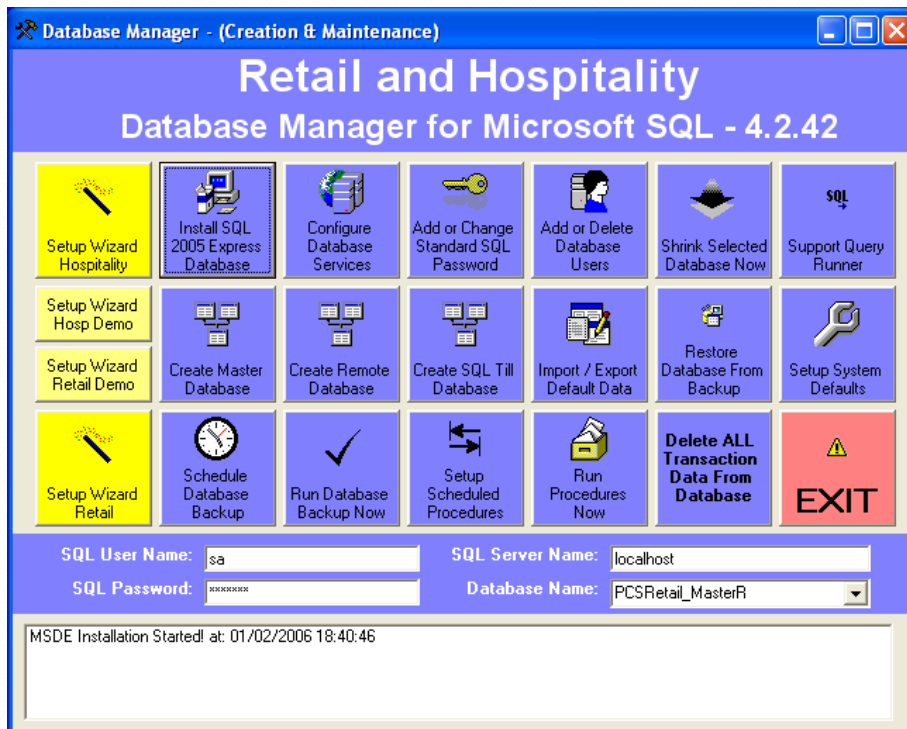 Database Manager - (Creation & Maintenance)
Retail and Hospitality
Database Manager for Microsoft SQL - 4.2.42
Setup Wizard
Hospitality
Install SQL
2005 Express
Database
Configure
Database
Services
Add or Change
Standard SQL
Password
Add or Delete
Database
Users
Shrink Selected
Database Now
SQL
Support Query
Runner
Setup Wizard
Hosp Demo
Setup Wizard
Retail Demo
Create Master
Database
Create Remote
Database
Create SQL Till
Database
Import / Export
Default Data
Restore
Database From
Backup
Setup System
Defaults
Setup Wizard
Retail
Schedule
Database
Backup
Run Database
Backup Now
Setup
Scheduled
Procedures
Run
Procedures
Now
Delete ALL
Transaction
Data From
Database
EXIT
SQL User Name: sa
SQL Server Name: localhost
SQL Password: *******
Database Name: PCSRetail_MasterR
MSDE Installation Started! at: 01/02/2006 18:40:46